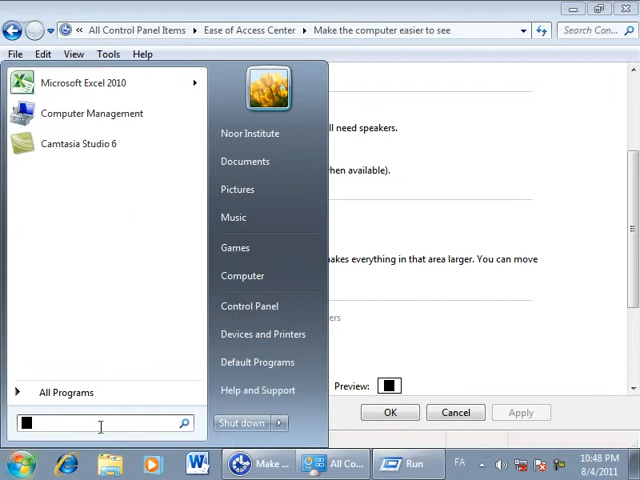 All Control Panel Items
Ease of Access Center
Make the computer easier to see
Search Con...
File Edit View Tools Help
Microsoft Excel 2010
Computer Management
Camtasia Studio 6
All Programs
Noor Institute
Documents
Pictures
Music
Games
Computer
Control Panel
Devices and Printers
Default Programs
Help and Support
Shut down
ll need speakers.
when available).
makes everything in that area larger. You can move
ers
Preview:
OK Cancel Apply
Make ...
All Co...
Run
FA
10:48 PM
8/4/2011